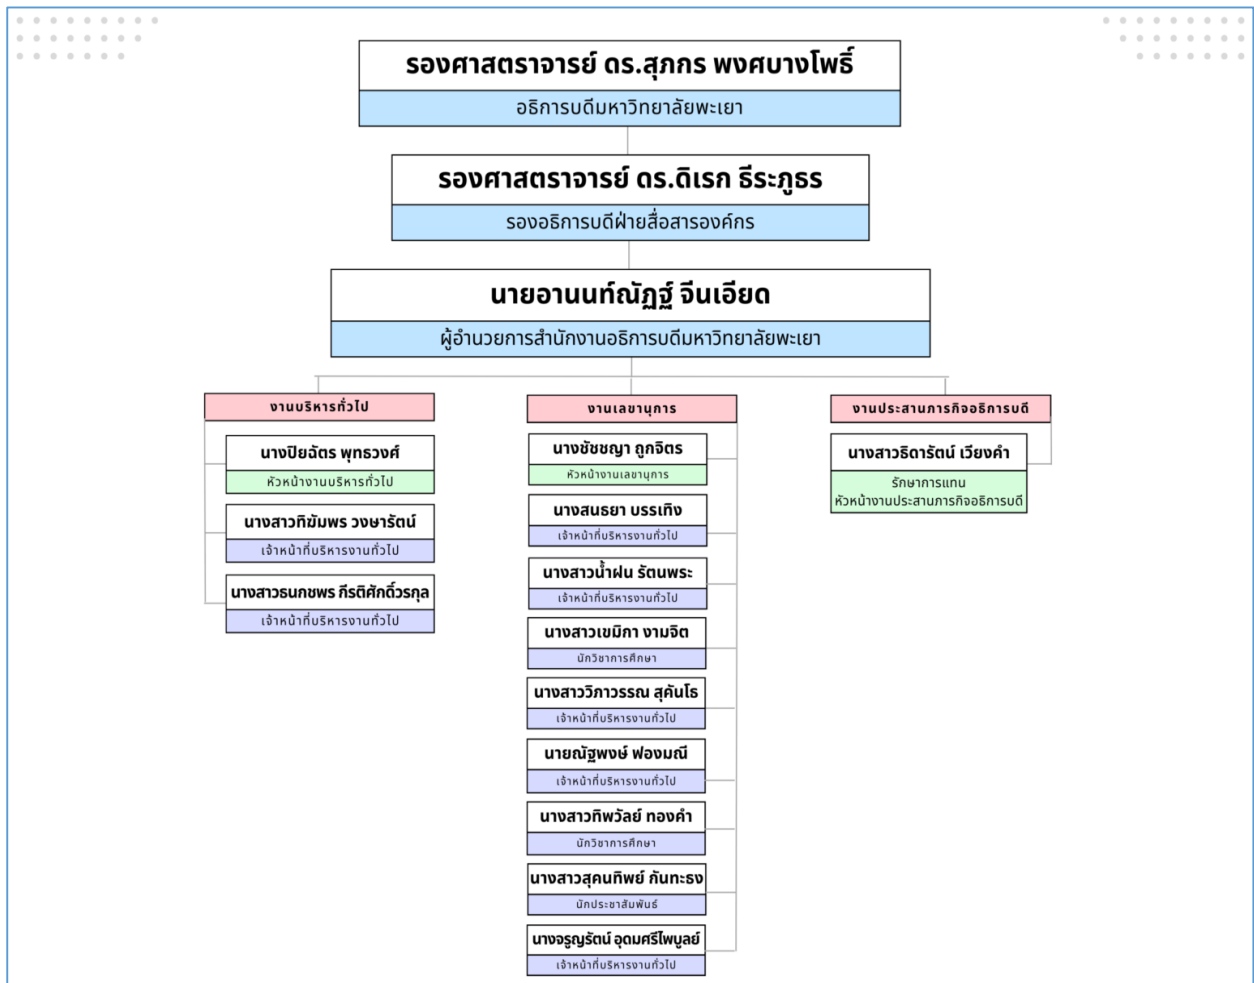 รองศาสตราจารย์ ดร.สุภกร พงศบางโพธิ์
อธิการบดีมหาวิทยาลัยพะเยา
รองศาสตราจารย์ ดร.ดิเรก ธีระภูธร
รองอธิการบดีฝ่ายสื่อสารองค์กร
นายอานนท์ณัฏฐ์ จีนเอียด
ผู้อำนวยการสำนักงานอธิการบดีมหาวิทยาลัยพะเยา
งานบริหารทั่วไป
นางปิยฉัตร พุทธวงศ์
หัวหน้างานบริหารทั่วไป
นางสาวทิฆัมพร วงษารัตน์
เจ้าหน้าที่บริหารงานทั่วไป
นางสาวธนกชพร กีรติศักดิ์วรกุล
เจ้าหน้าที่บริหารงานทั่วไป
งานเลขานุการ
นางชัชชญา ถูกจิตร
หัวหน้างานเลขานุการ
นางสนธยา บรรเทิง
เจ้าหน้าที่บริหารงานทั่วไป
นางสาวน้ำฝน รัตนพระ
เจ้าหน้าที่บริหารงานทั่วไป
นางสาวเขมิกา งามจิต
นักวิชาการศึกษา
นางสาววิภาวรรณ สุคันโธ
เจ้าหน้าที่บริหารงานทั่วไป
นายณัฐพงษ์ ฟองมณี
เจ้าหน้าที่บริหารงานทั่วไป
นางสาวทิพวัลย์ ทองคำ
นักวิชาการศึกษา
นางสาวสุคนทิพย์ กันทะธง
นักประชาสัมพันธ์
นางจรูญรัตน์ อุดมศรีไพบูลย์
เจ้าหน้าที่บริหารงานทั่วไป
งานประสานภารกิจอธิการบดี
นางสาวธิดารัตน์ เวียงคำ
รักษาการแทน
หัวหน้างานประสานภารกิจอธิการบดี